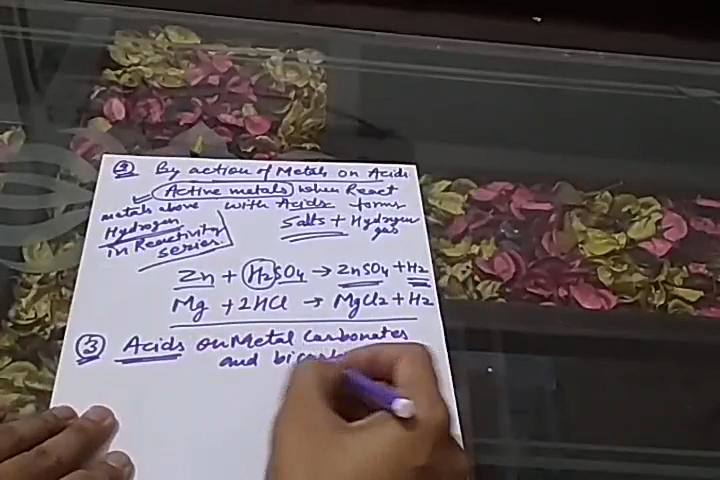 ② By action of Metals on Acids
Active metals when React
metals above with Acids forms
Hydrogen Salts + Hydrogen
in Reactivity gas
series.
Zn + H2SO4 → ZnSO4 + H2
Mg + 2HCl → MgCl2 + H2
③ Acids on Metal Carbonates
and